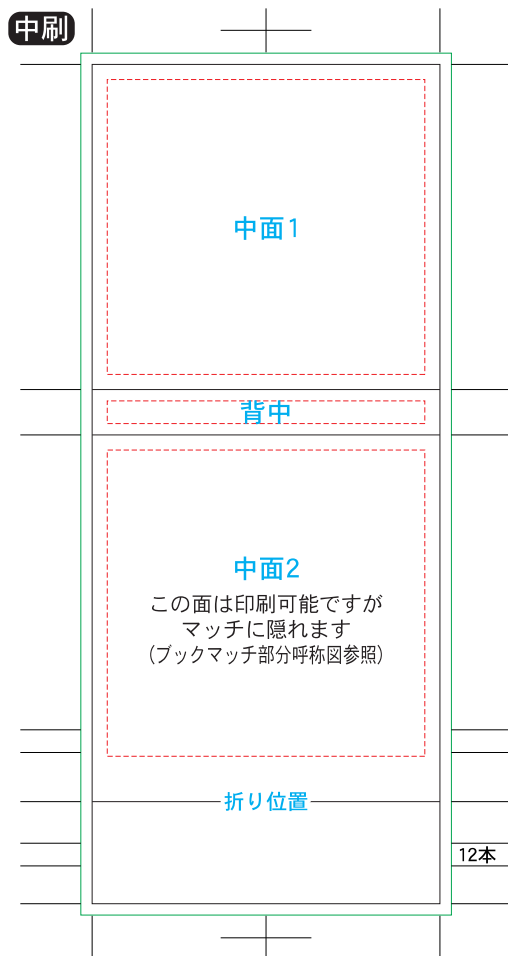 中刷
中面1
背中
中面2
この面は印刷可能ですが
マッチに隠れます
(ブックマッチ部分呼称図参照)
折り位置
12本